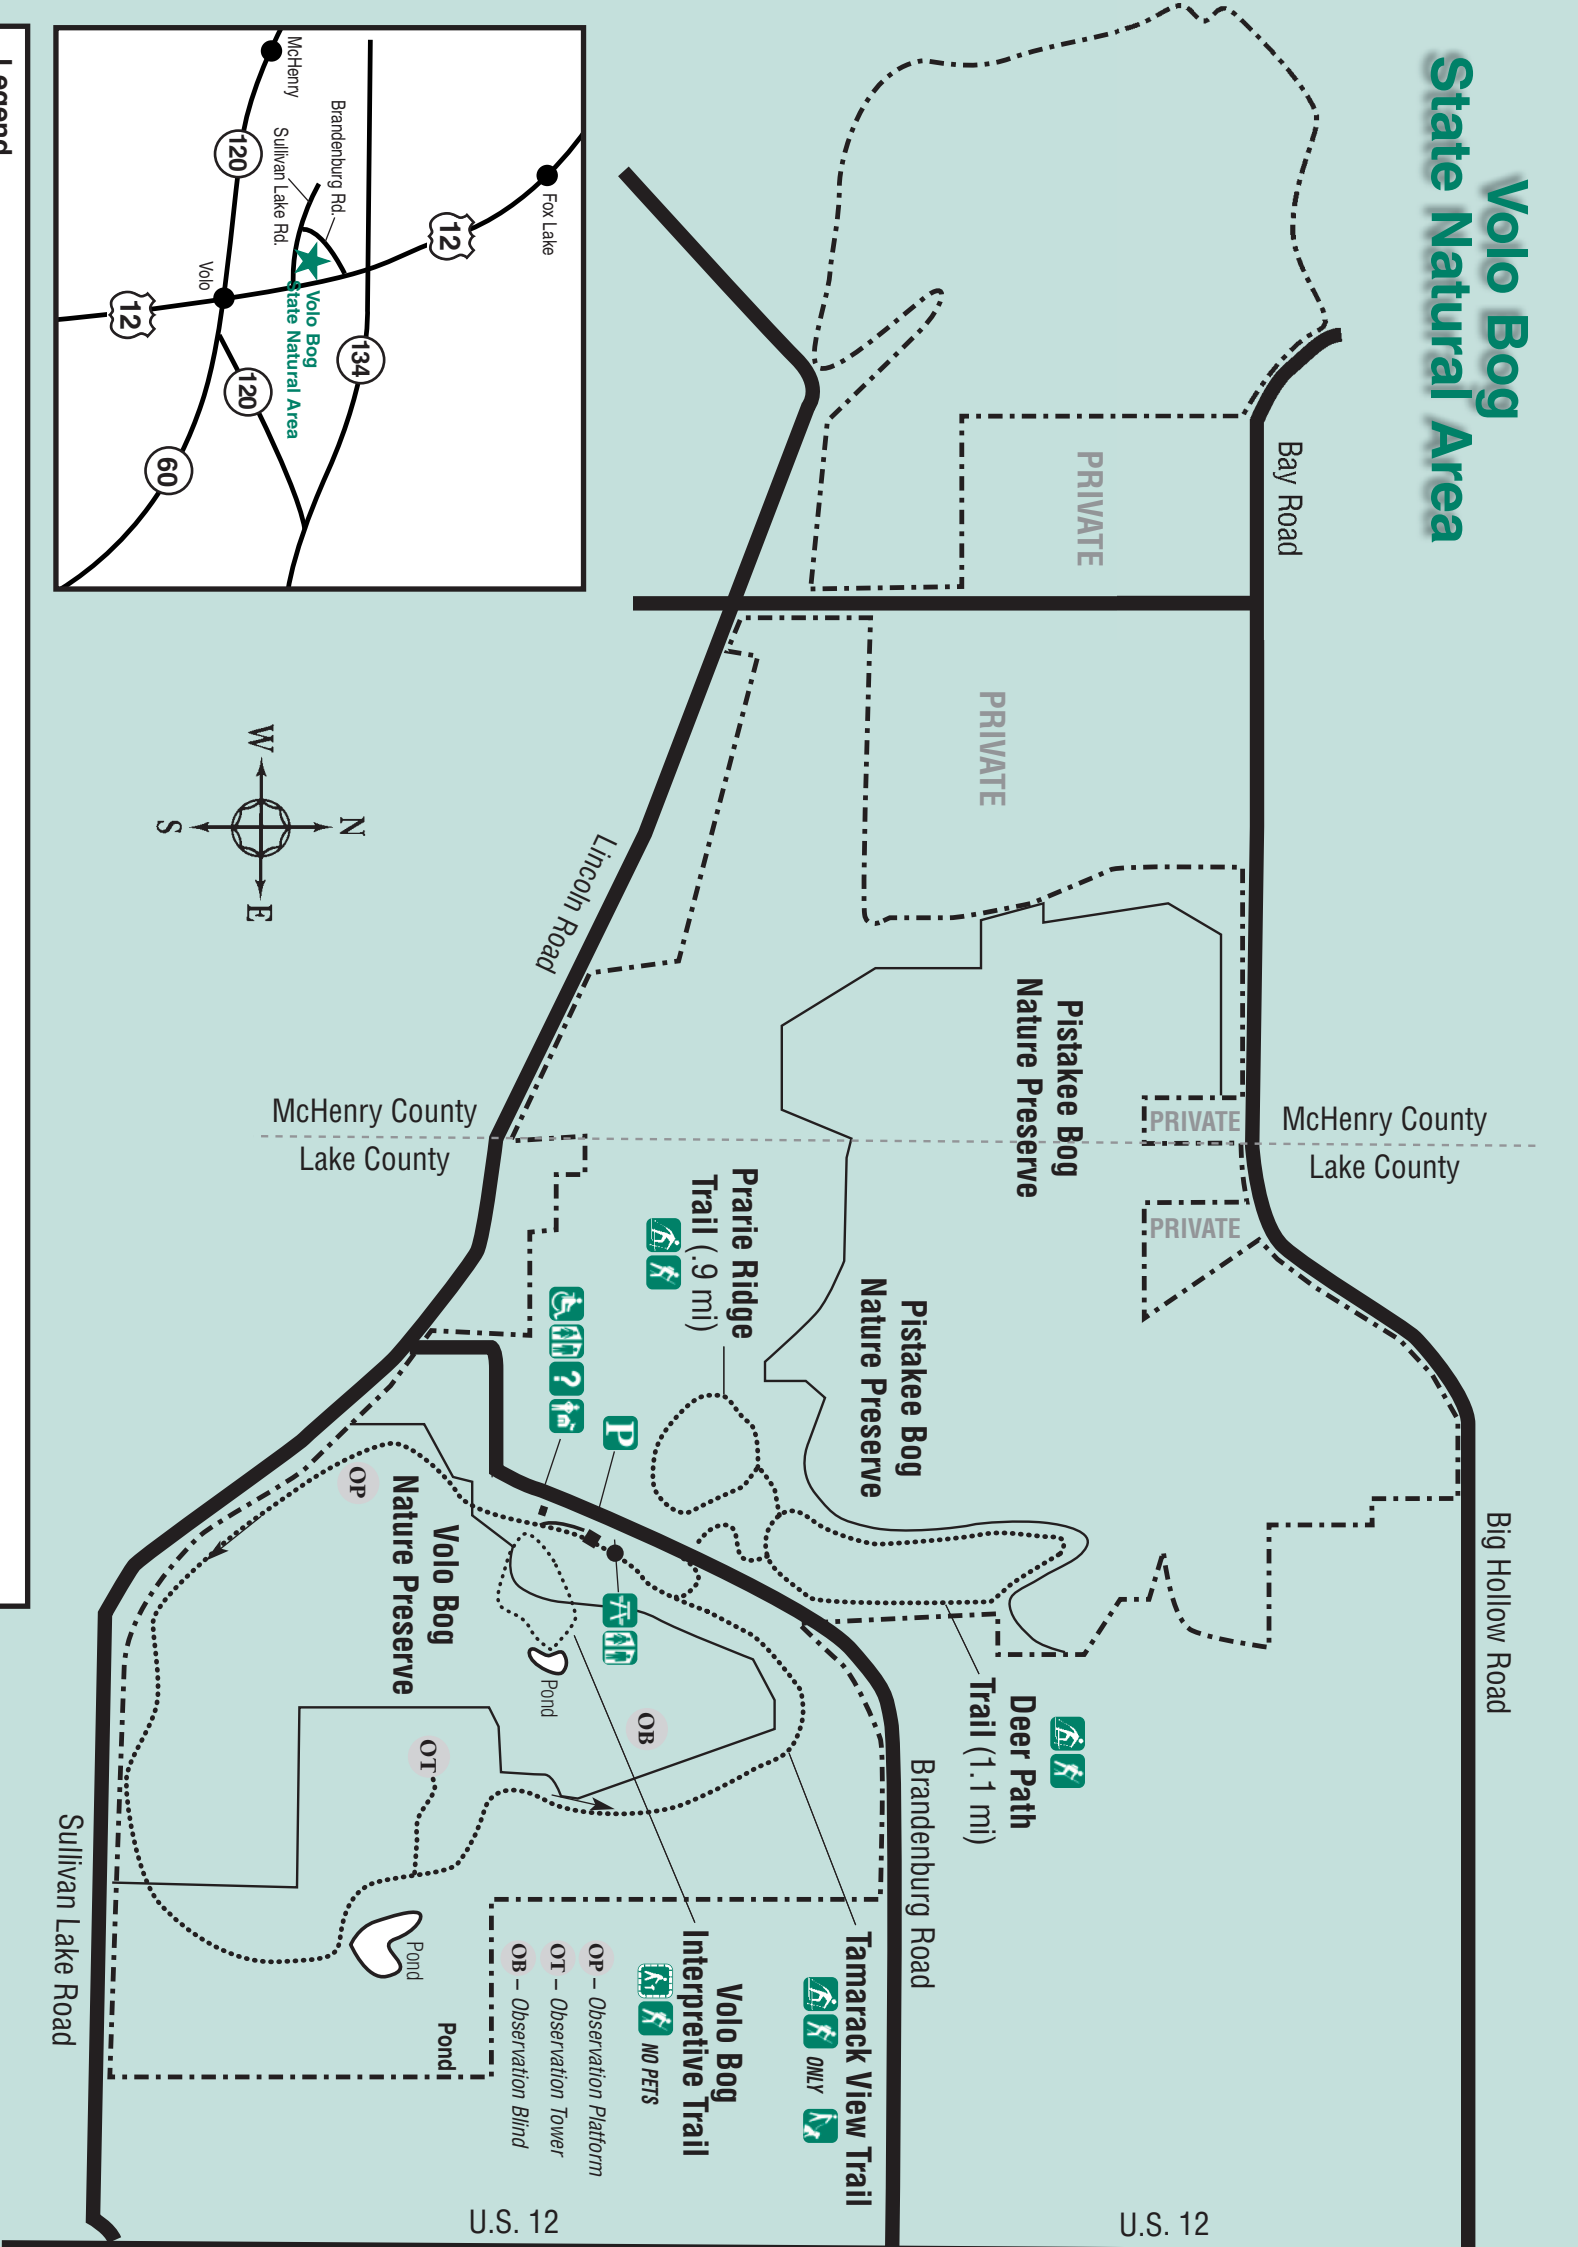 Volo Bog
State Natural Area
Bay Road
PRIVATE
PRIVATE
McHenry
120
Brandenburg Rd.
Sullivan Lake Rd.
Fox Lake
12
Volo
12
Volo Bog
State Natural Area
134
120
60
N
W
E
S
Lincoln Road
Pistakee Bog
Nature Preserve
PRIVATE
McHenry County
Lake County
McHenry County
Lake County
PRIVATE
Prarie Ridge
Trail (.9 mi)
Pistakee Bog
Nature Preserve
?
P
OP
Volo Bog
Nature Preserve
Pond
OB
OT
Deer Path
Trail (1.1 mi)
Big Hollow Road
Brandenburg Road
Sullivan Lake Road
Pond
Pond
Tamarack View Trail
ONLY
Volo Bog
Interpretive Trail
NO PETS
OP – Observation Platform
OT – Observation Tower
OB – Observation Blind
U.S. 12
U.S. 12
Legend